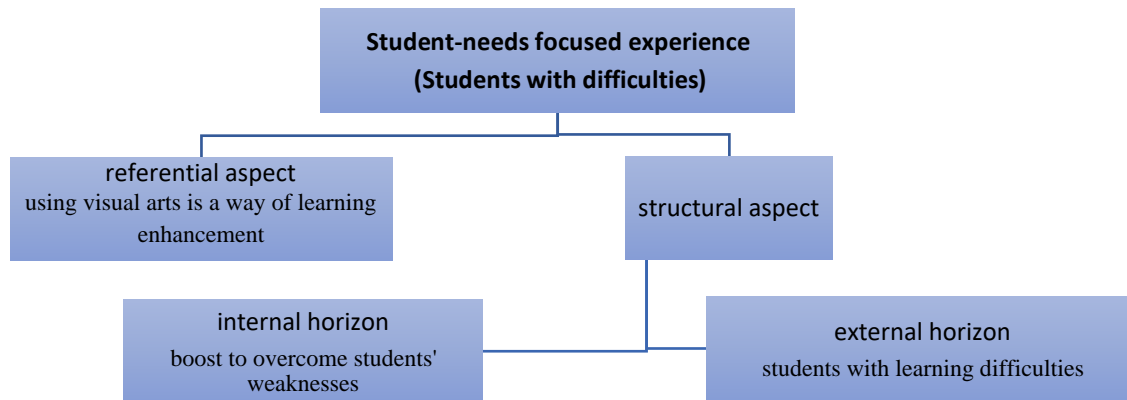 Student-needs focused experience
(Students with difficulties)
referential aspect
using visual arts is a way of learning
enhancement
structural aspect
internal horizon
boost to overcome students'
weaknesses
external horizon
students with learning difficulties